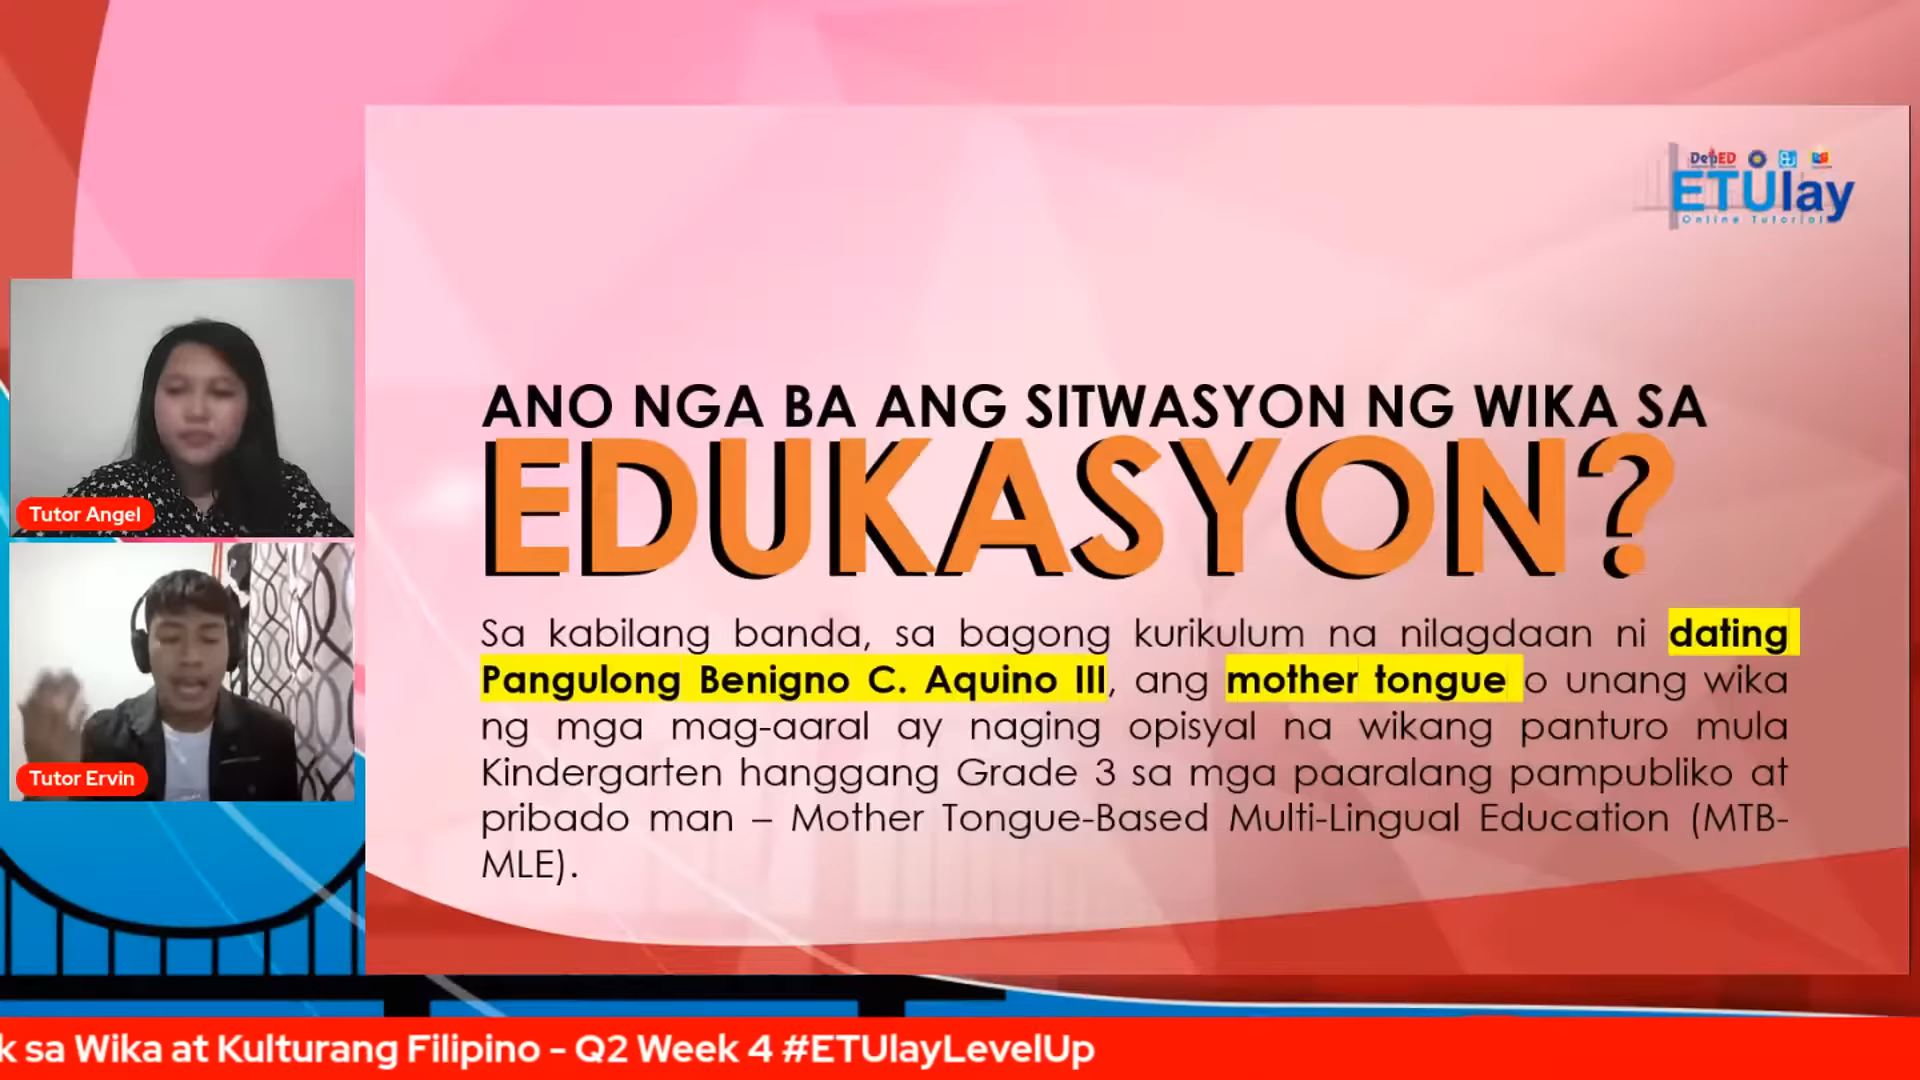 DepED
ETUlay
Online Tutorial
ANO NGA BA ANG SITWASYON NG WIKA SA
EDUKASYON?
Sa kabilang banda, sa bagong kurikulum na nilagdaan ni dating
Pangulong Benigno C. Aquino III, ang mother tongue o unang wika
ng mga mag-aaral ay naging opisyal na wikang panturo mula
Kindergarten hanggang Grade 3 sa mga paaralang pampubliko at
pribado man – Mother Tongue-Based Multi-Lingual Education (MTB-
MLE).
Tutor Angel
Tutor Ervin
k sa Wika at Kulturang Filipino - Q2 Week 4 #ETUlayLevelUp